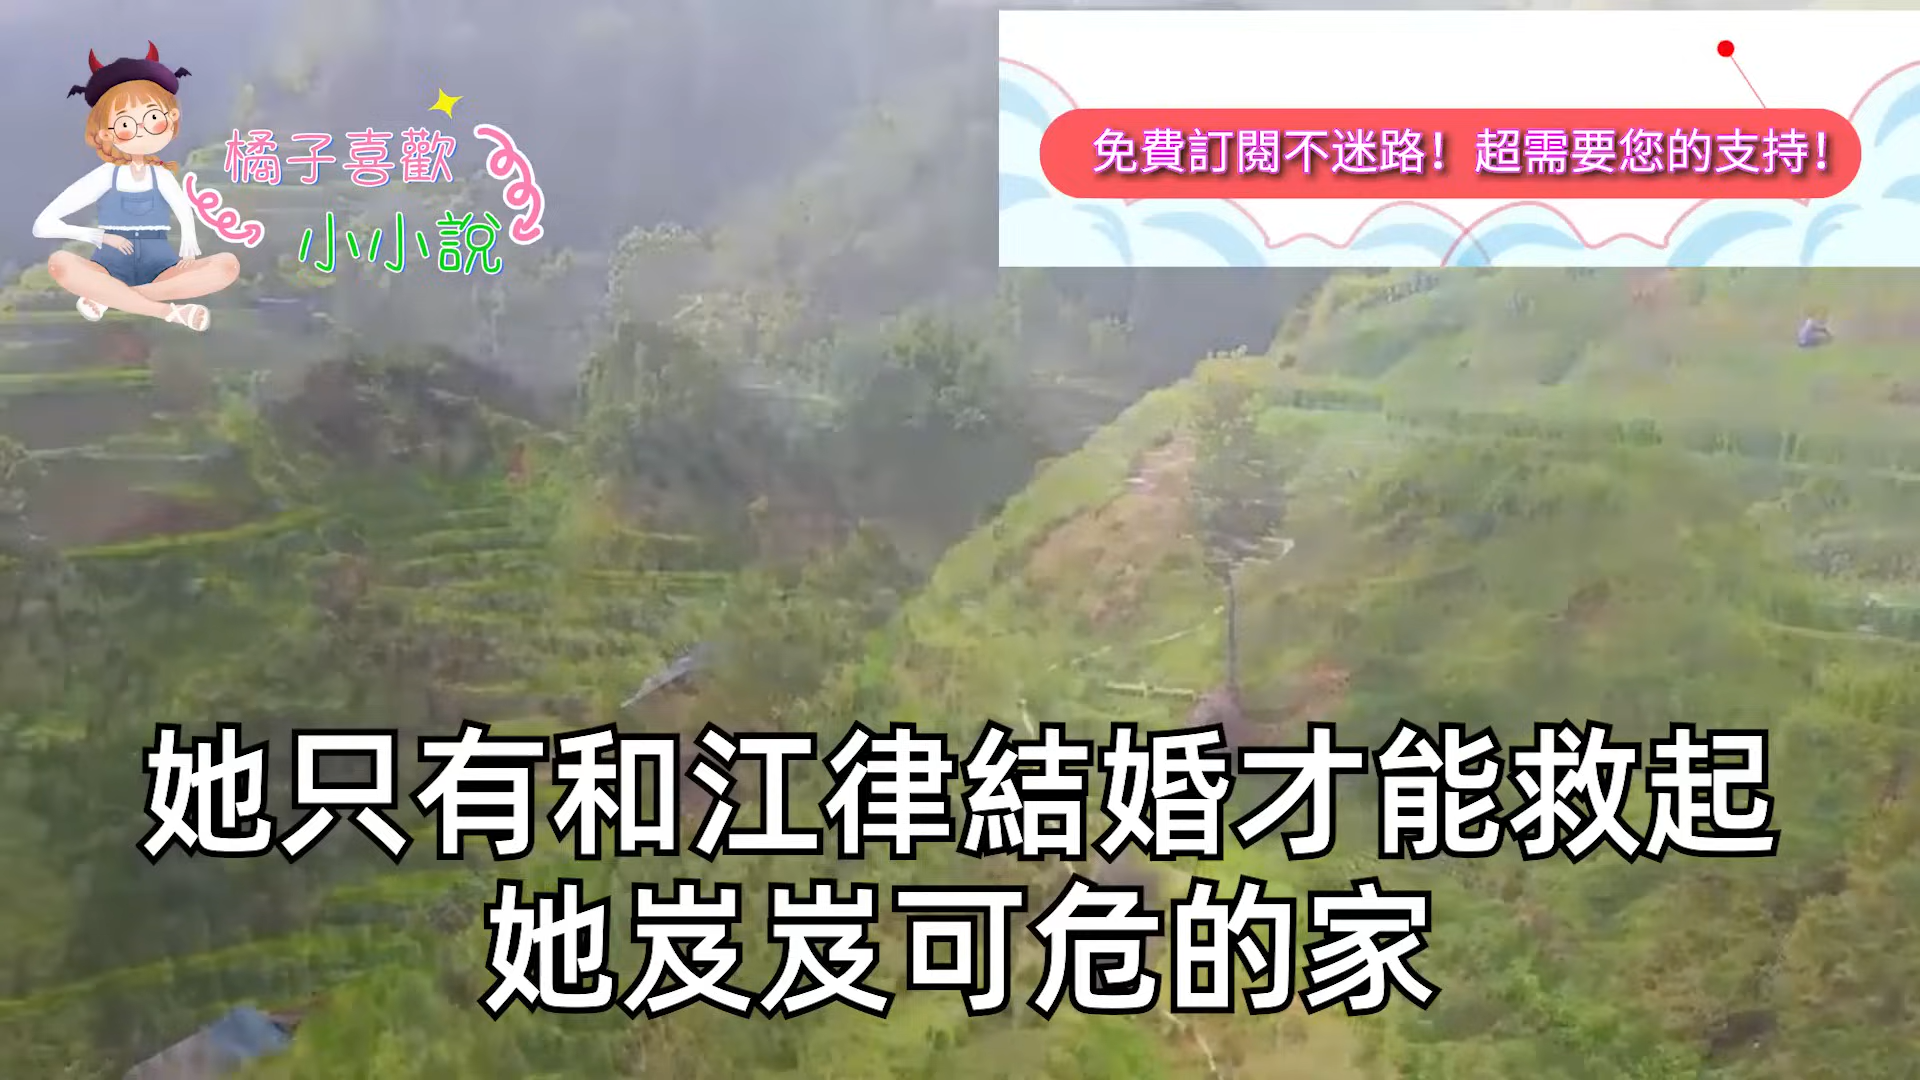 橘子喜歡
小小說
免費訂閱不迷路！超需要您的支持！
她只有和江律結婚才能救起
她岌岌可危的家